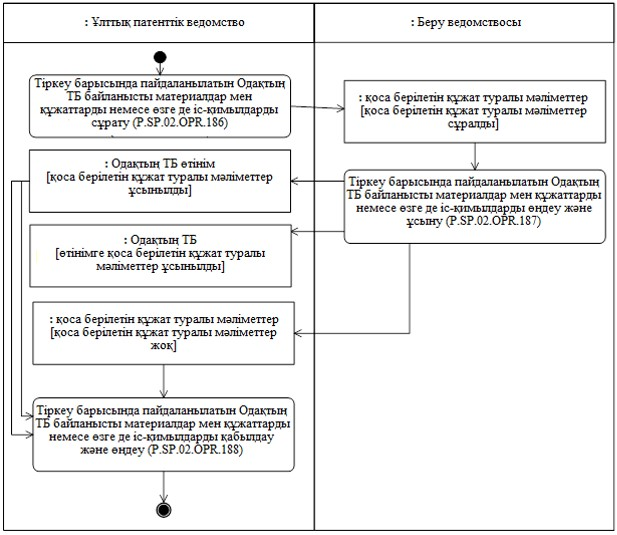 : Ұлттық патенттік ведомство
: Беру ведомствосы
Тіркеу барысында пайдаланылатын Одақтың
ТБ байланысты материалдар мен
құжаттарды немесе өзге де іс-қимылдарды
сұрату (P.SP.02.OPR.186)
: қоса берілетін құжат туралы мәліметтер
[қоса берілетін құжат туралы мәліметтер
сұралды]
: Одақтың ТБ өтінім
[қоса берілетін құжат туралы мәліметтер
ұсынылды]
Тіркеу барысында пайдаланылатын Одақтың
ТБ байланысты материалдар мен құжаттарды
немесе өзге де іс-қимылдарды өңдеу және
ұсыну (P.SP.02.OPR.187)
: Одақтың ТБ
[өтінімге қоса берілетін құжат туралы
мәліметтер ұсынылды]
: қоса берілетін құжат туралы мәліметтер
[қоса берілетін құжат туралы мәліметтер
жоқ]
Тіркеу барысында пайдаланылатын Одақтың
ТБ байланысты материалдар мен құжаттарды
немесе өзге де іс-қимылдарды қабылдау
және өңдеу (P.SP.02.OPR.188)